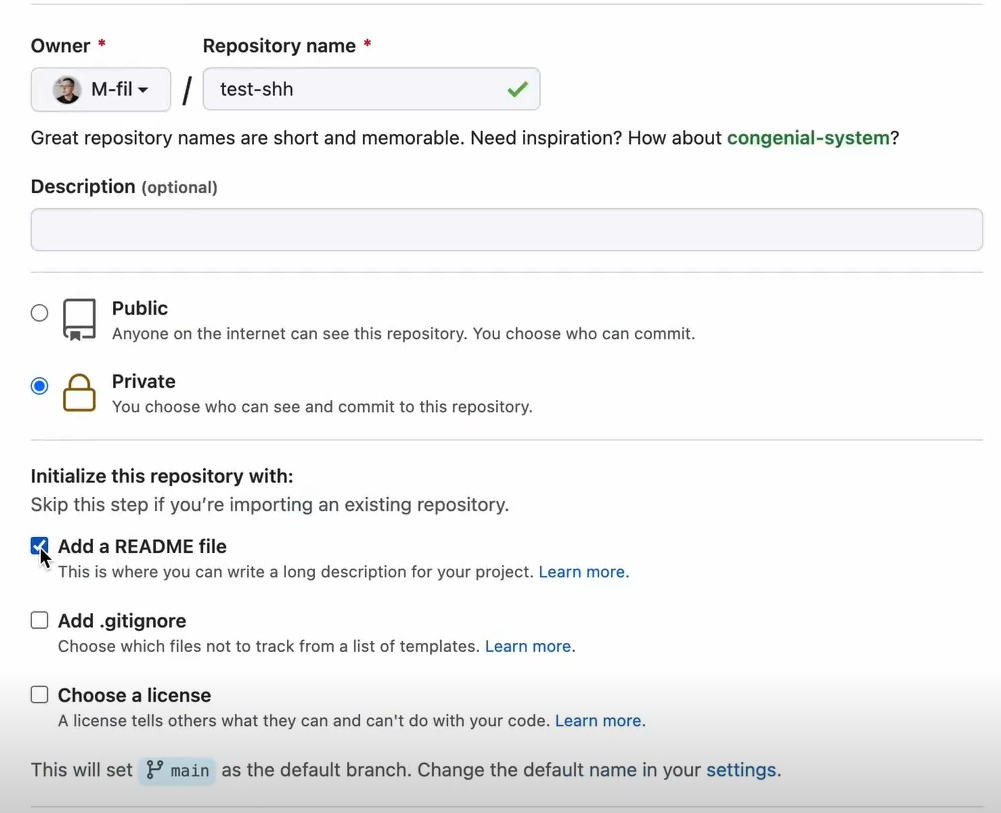 Owner * Repository name *
M-fil / test-shh
Great repository names are short and memorable. Need inspiration? How about congenial-system?
Description (optional)
Public
Anyone on the internet can see this repository. You choose who can commit.
Private
You choose who can see and commit to this repository.
Initialize this repository with:
Skip this step if you’re importing an existing repository.
Add a README file
This is where you can write a long description for your project. Learn more.
Add .gitignore
Choose which files not to track from a list of templates. Learn more.
Choose a license
A license tells others what they can and can't do with your code. Learn more.
This will set main as the default branch. Change the default name in your settings.